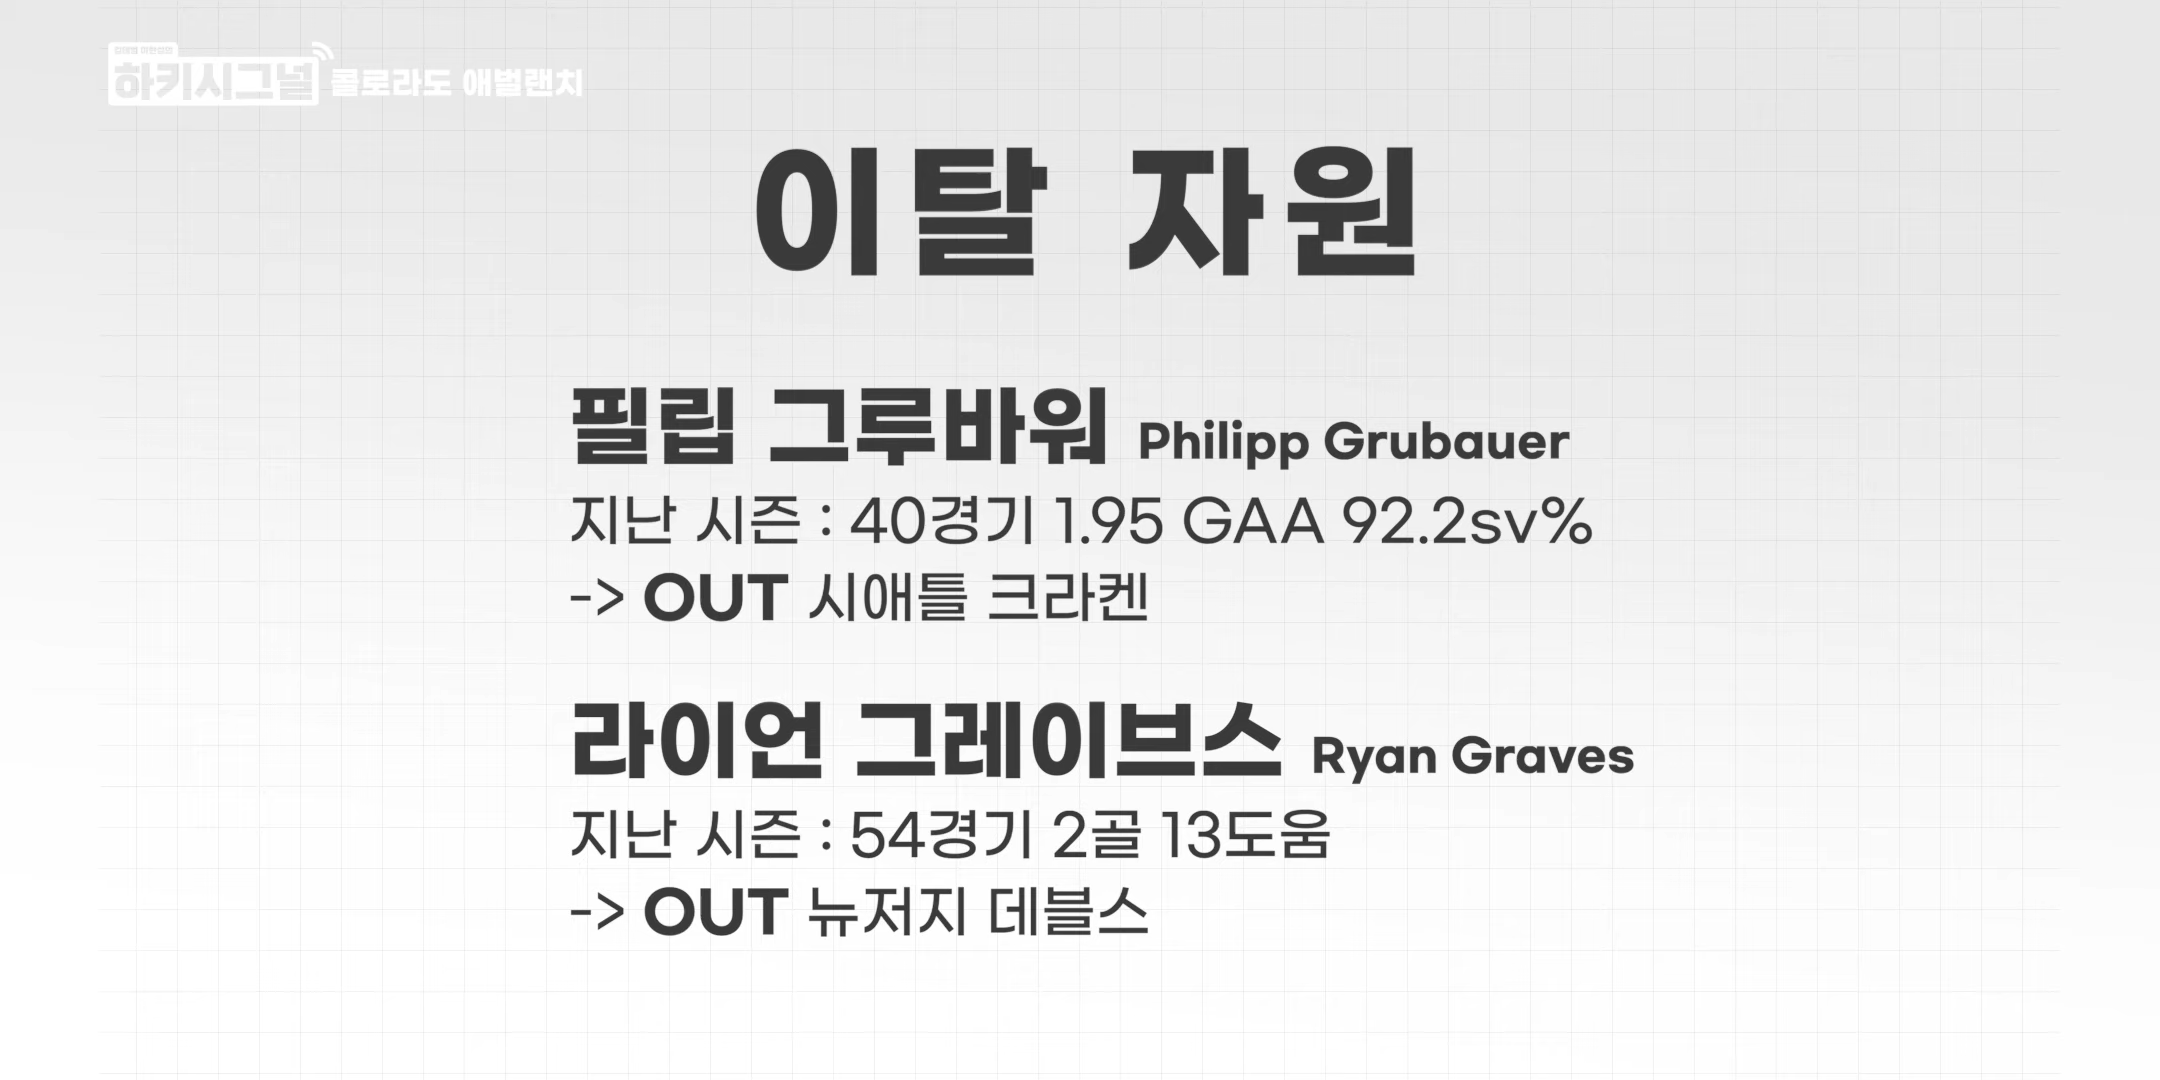 하키시그널 콜로라도 애벌랜치
이탈 자원
필립 그루바워 Philipp Grubauer
지난 시즌 : 40경기 1.95 GAA 92.2sv%
-> OUT 시애틀 크라켄
라이언 그레이브스 Ryan Graves
지난 시즌 : 54경기 2골 13도움
-> OUT 뉴저지 데블스